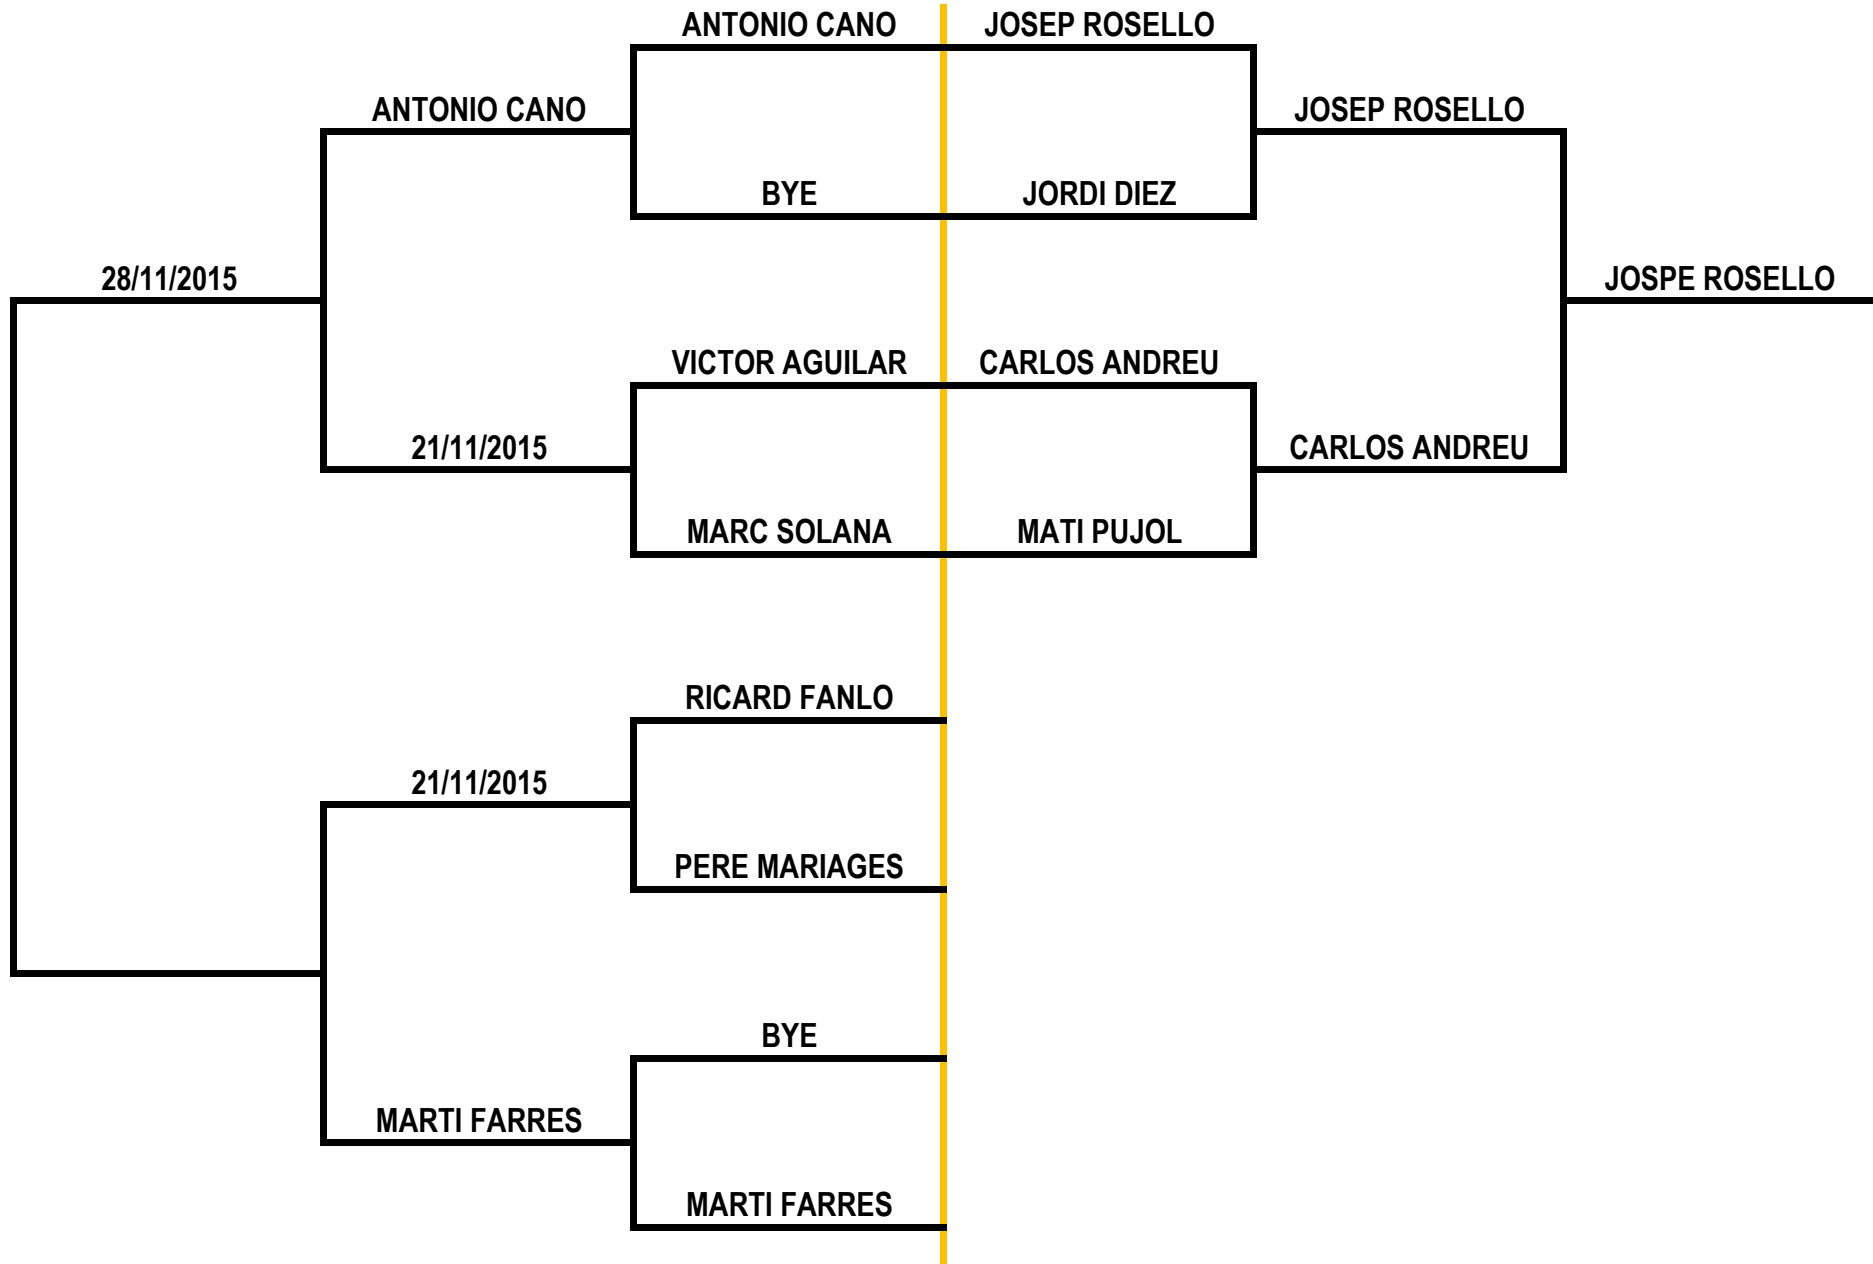 ANTONIO CANO
JOSEP ROSELLO
ANTONIO CANO
JOSEP ROSELLO
BYE
JORDI DIEZ
28/11/2015
JOSPE ROSELLO
VICTOR AGUILAR
CARLOS ANDREU
21/11/2015
CARLOS ANDREU
MARC SOLANA
MATI PUJOL
RICARD FANLO
21/11/2015
PERE MARIAGES
BYE
MARTI FARRES
MARTI FARRES